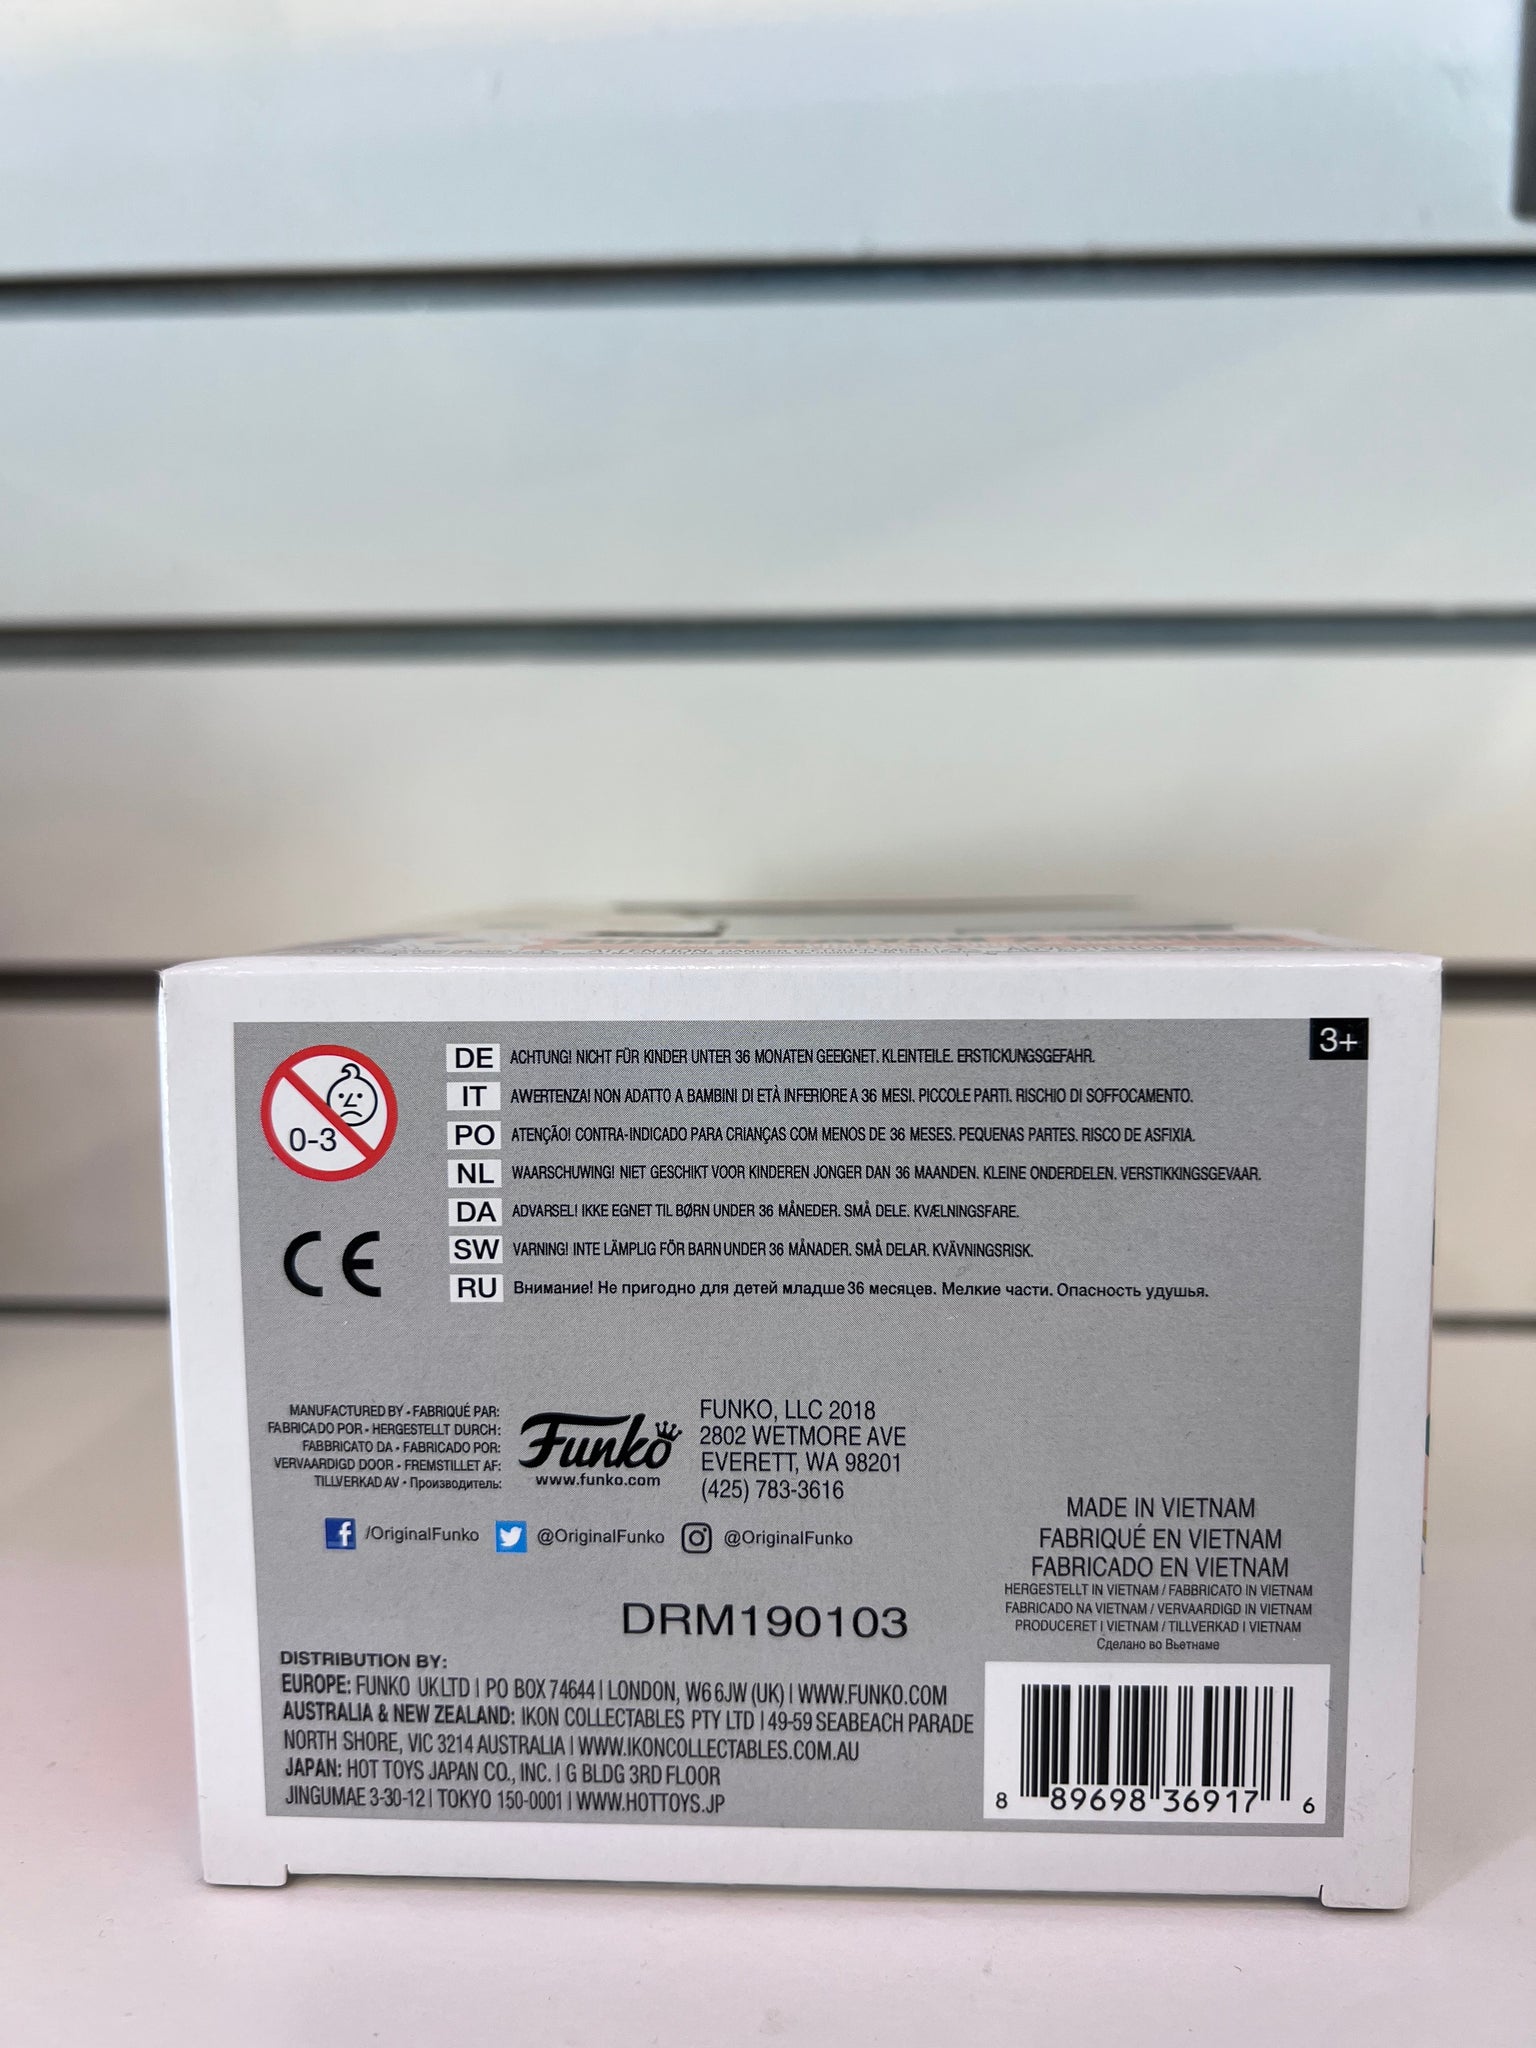 3+
0-3
DE ACHTUNG! NICHT FÜR KINDER UNTER 36 MONATEN GEEIGNET. KLEINTEILE. ERSTICKUNGSGEFAHR.
IT AWERTENZA! NON ADATTO A BAMBINI DI ETÀ INFERIORE A 36 MESI. PICCOLE PARTI. RISCHIO DI SOFFOCAMENTO.
PO ATENÇÃO! CONTRA-INDICADO PARA CRIANÇAS COM MENOS DE 36 MESES. PEQUENAS PARTES. RISCO DE ASFIXIA.
NL WAARSCHUWING! NIET GESCHIKT VOOR KINDEREN JONGER DAN 36 MAANDEN. KLEINE ONDERDELEN. VERSTIKKINGSGEVAAR.
DA ADVARSEL! IKKE EGNET TIL BØRN UNDER 36 MÅNEDER. SMÅ DELE. KVÆLNINGSFARE.
SW VARNING! INTE LÄMPLIG FÖR BARN UNDER 36 MÅNADER. SMÅ DELAR. KVÄVNINGSRISK.
RU Внимание! Не пригодно для детей младше 36 месяцев. Мелкие части. Опасность удушья.
CE
MANUFACTURED BY • FABRIQUÉ PAR:
FABRICADO POR • HERGESTELLT DURCH:
FABBRICATO DA • FABRICADO POR:
VERVAARDIGD DOOR • FREMSTILLET AF:
TILLVERKAD AV • Производитель:
Funko
www.funko.com
FUNKO, LLC 2018
2802 WETMORE AVE
EVERETT, WA 98201
(425) 783-3616
/OriginalFunko @OriginalFunko @OriginalFunko
MADE IN VIETNAM
FABRIQUÉ EN VIETNAM
FABRICADO EN VIETNAM
HERGESTELLT IN VIETNAM / FABBRICATO IN VIETNAM
FABRICADO NA VIETNAM / VERVAARDIGD IN VIETNAM
PRODUCERET I VIETNAM / TILLVERKAD I VIETNAM
Сделано во Вьетнаме
DRM190103
DISTRIBUTION BY:
EUROPE: FUNKO UK LTD | PO BOX 74644 | LONDON, W6 6JW (UK) | WWW.FUNKO.COM
AUSTRALIA & NEW ZEALAND: IKON COLLECTABLES PTY LTD | 49-59 SEABEACH PARADE
NORTH SHORE, VIC 3214 AUSTRALIA | WWW.IKONCOLLECTABLES.COM.AU
JAPAN: HOT TOYS JAPAN CO., INC. | G BLDG 3RD FLOOR
JINGUMAE 3-30-12 | TOKYO 150-0001 | WWW.HOTTOYS.JP
8 89698 36917 6